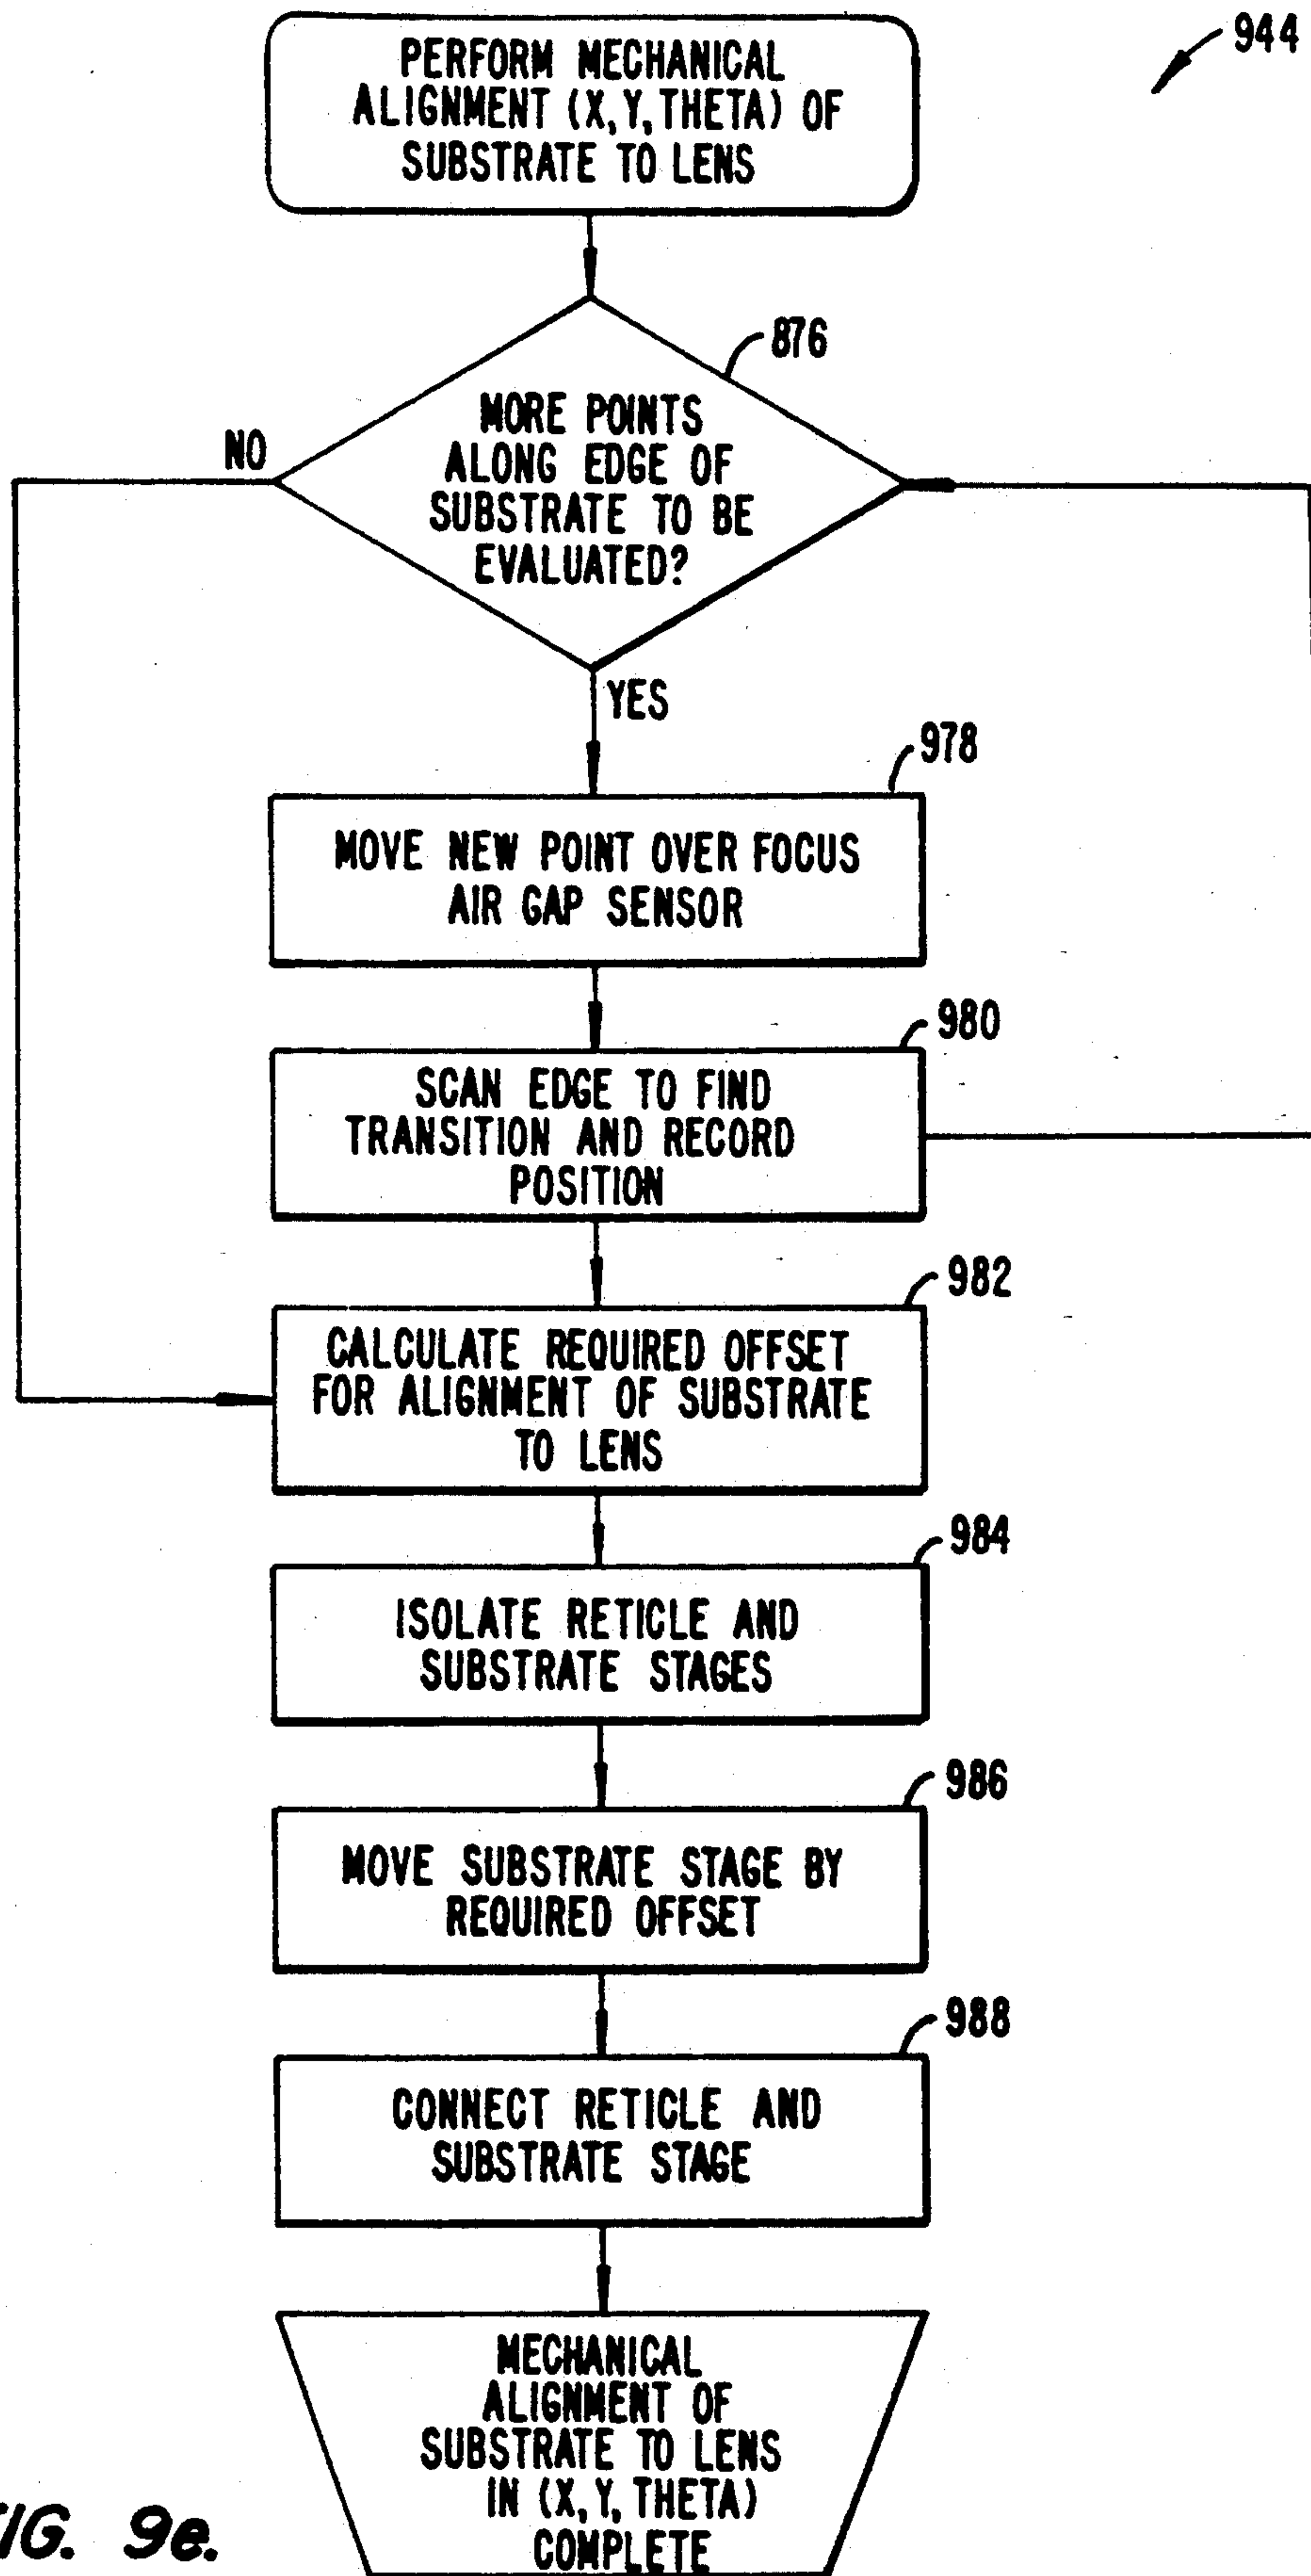 944
PERFORM MECHANICAL
ALIGNMENT (X, Y, THETA) OF
SUBSTRATE TO LENS
876
MORE POINTS
ALONG EDGE OF
SUBSTRATE TO BE
EVALUATED?
NO
YES
978
MOVE NEW POINT OVER FOCUS
AIR GAP SENSOR
980
SCAN EDGE TO FIND
TRANSITION AND RECORD
POSITION
982
CALCULATE REQUIRED OFFSET
FOR ALIGNMENT OF SUBSTRATE
TO LENS
984
ISOLATE RETICLE AND
SUBSTRATE STAGES
986
MOVE SUBSTRATE STAGE BY
REQUIRED OFFSET
988
CONNECT RETICLE AND
SUBSTRATE STAGE
MECHANICAL
ALIGNMENT OF
SUBSTRATE TO LENS
IN (X, Y, THETA)
COMPLETE
FIG. 9e.